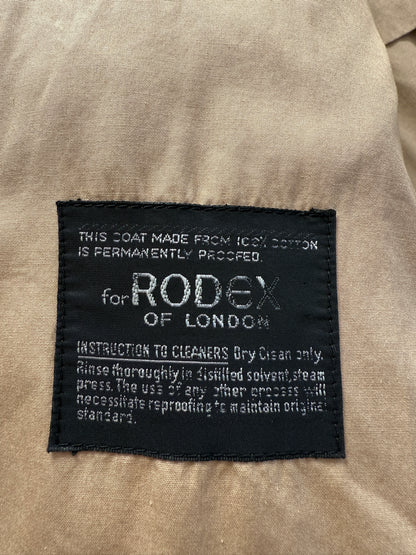 THIS COAT MADE FROM 100% COTTON
IS PERMANENTLY PROOFED.
for RODEX
OF LONDON
INSTRUCTION TO CLEANERS Dry Clean only.
Rinse thoroughly in distilled solvent,steam
press. The use of any other process will
necessitate reproofing to maintain original
standard.